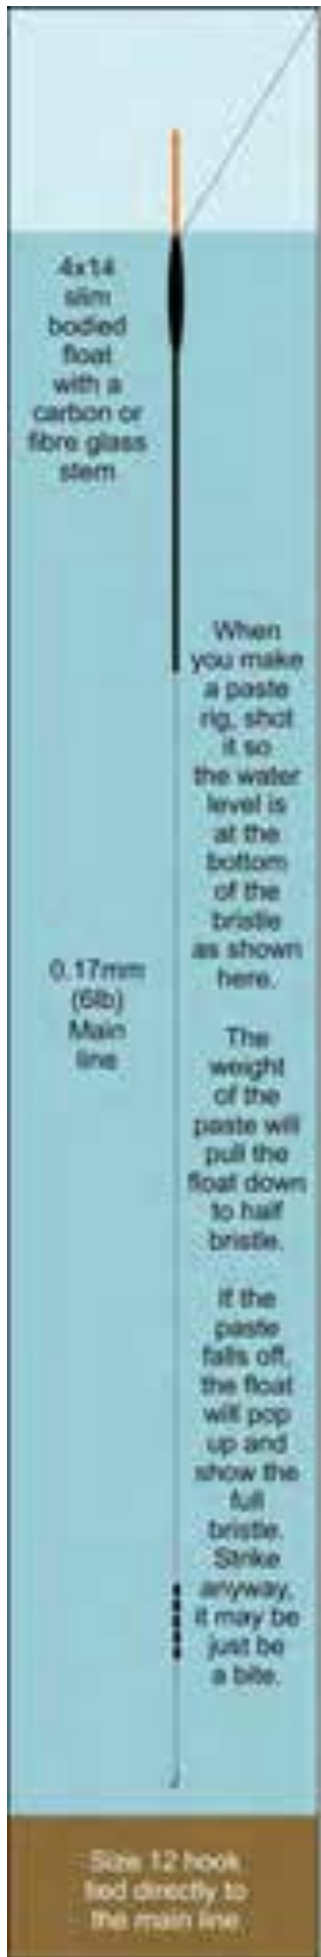 4x14
slim
bodied
float
with a
carbon or
fibre glass
stem
When
you make
a paste
rig, shot
it so
the water
level is
at the
bottom
of the
bristle
as shown
here.
0.17mm
(6lb)
Main
line
The
weight
of the
paste will
pull the
float down
to half
bristle.
If the
paste
falls off,
the float
will pop
up and
show the
full
bristle.
Strike
anyway,
it may be
just be
a bite.
Size 12 hook
tied directly to
the main line